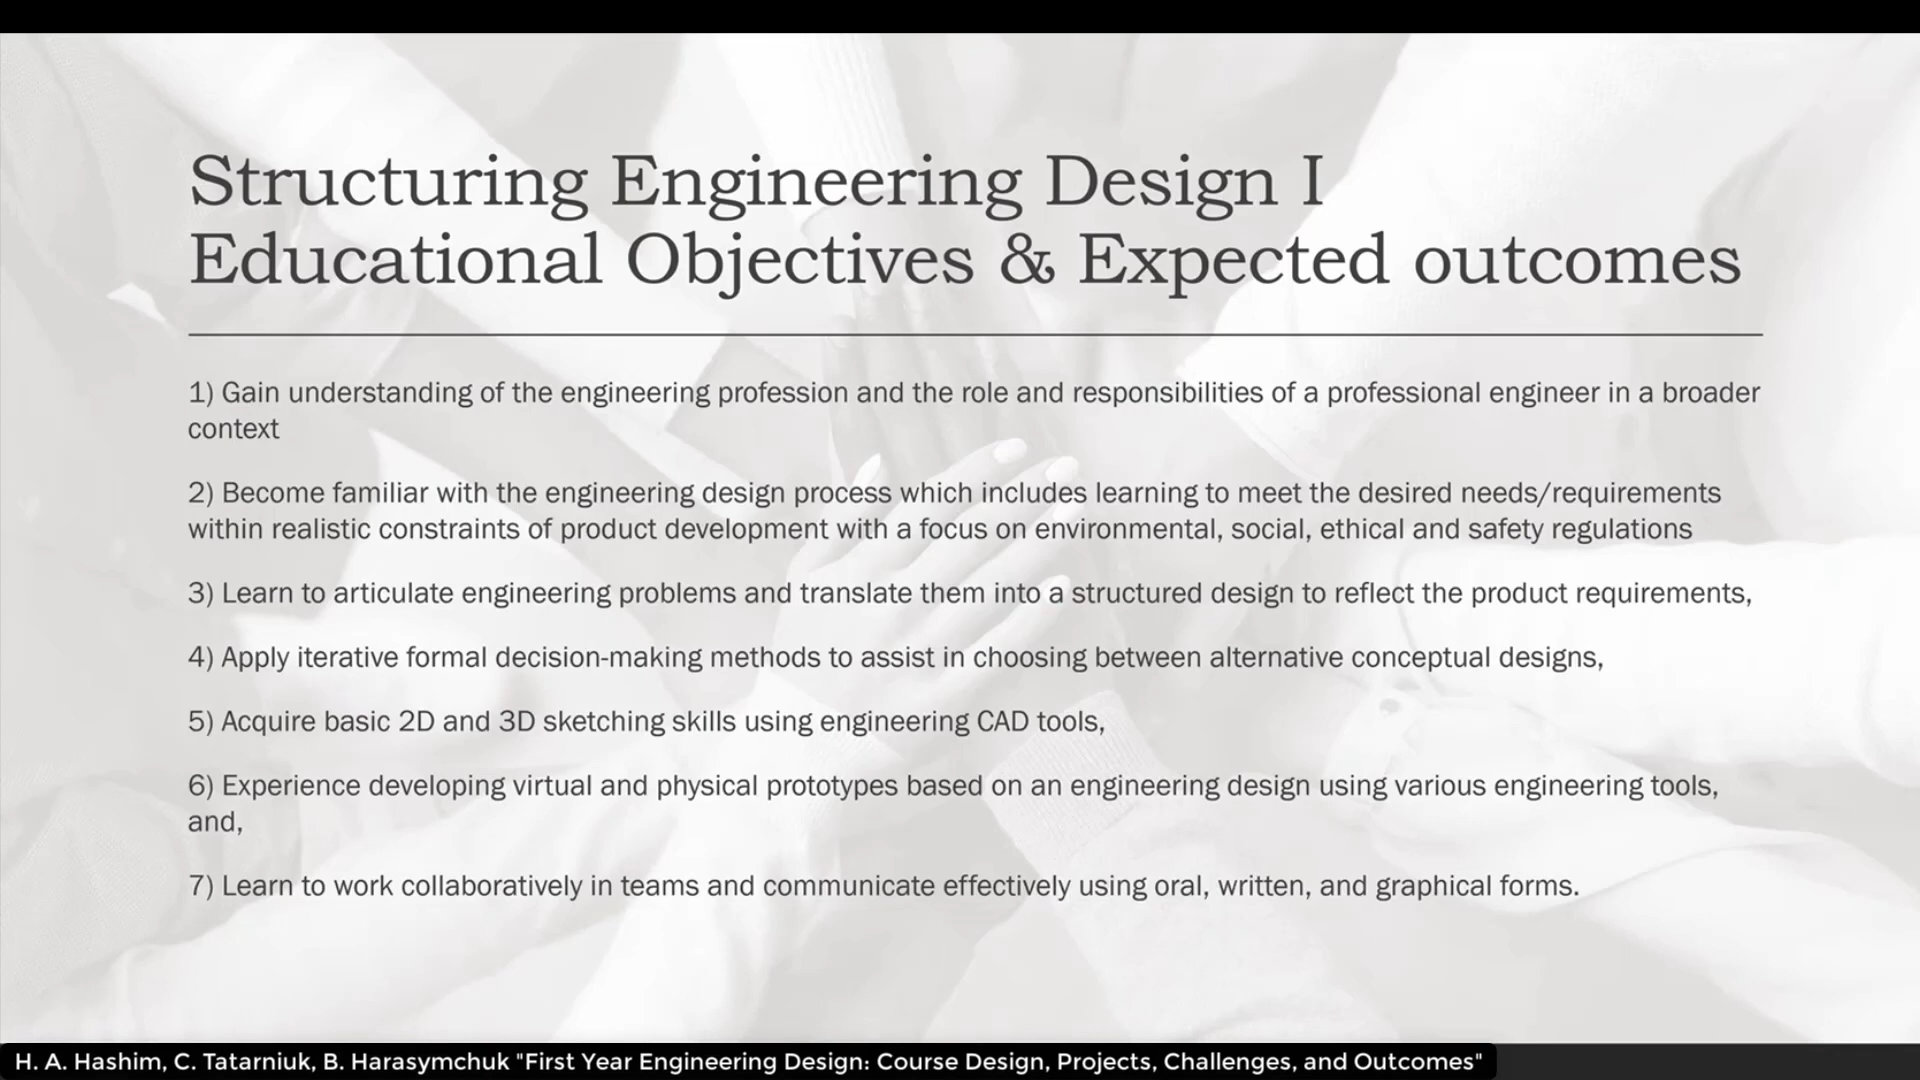 Structuring Engineering Design I
Educational Objectives & Expected outcomes
1) Gain understanding of the engineering profession and the role and responsibilities of a professional engineer in a broader
context
2) Become familiar with the engineering design process which includes learning to meet the desired needs/requirements
within realistic constraints of product development with a focus on environmental, social, ethical and safety regulations
3) Learn to articulate engineering problems and translate them into a structured design to reflect the product requirements,
4) Apply iterative formal decision-making methods to assist in choosing between alternative conceptual designs,
5) Acquire basic 2D and 3D sketching skills using engineering CAD tools,
6) Experience developing virtual and physical prototypes based on an engineering design using various engineering tools,
and,
7) Learn to work collaboratively in teams and communicate effectively using oral, written, and graphical forms.
H. A. Hashim, C. Tatarniuk, B. Harasymchuk "First Year Engineering Design: Course Design, Projects, Challenges, and Outcomes"